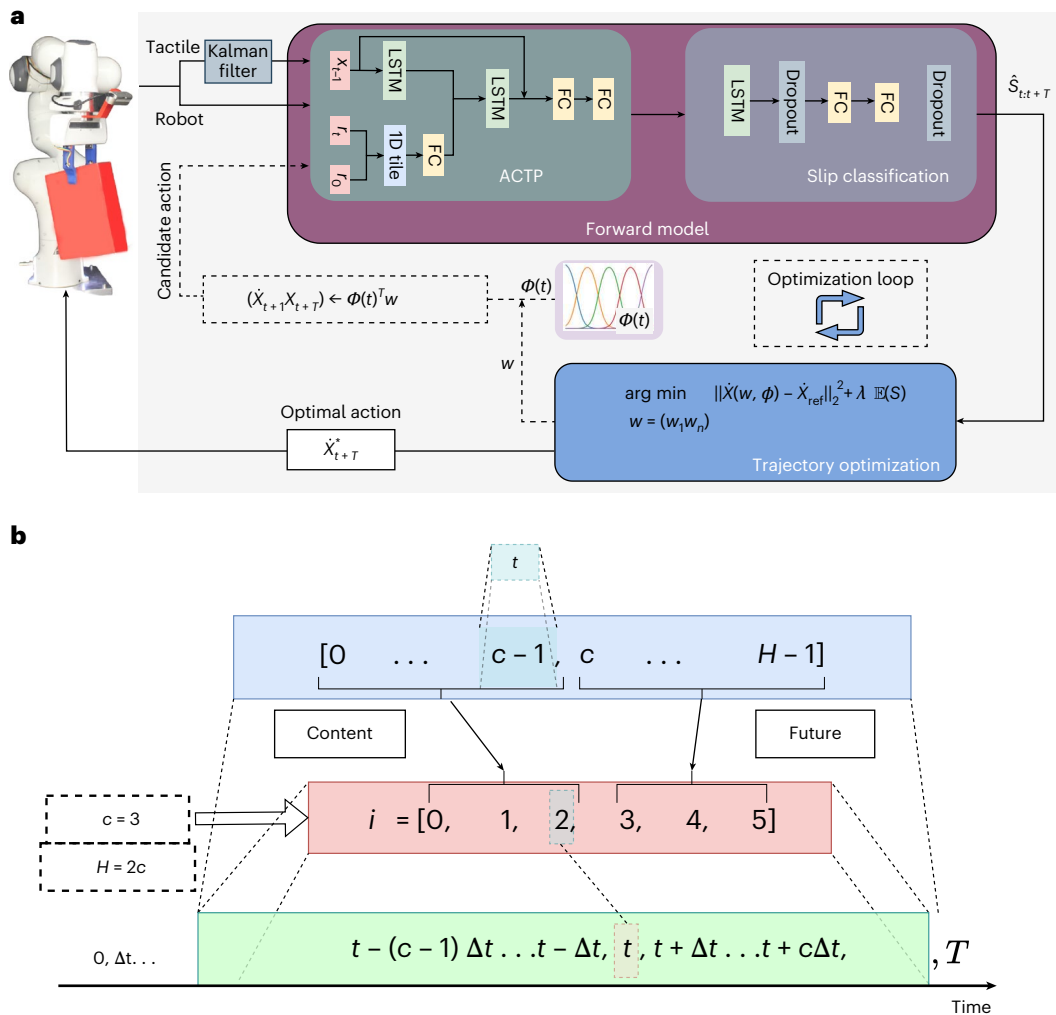 a
Tactile
Kalman
filter
Robot
Candidate action
x_{t–1}
LSTM
r_t
r_0
1D tile
FC
LSTM
FC
FC
ACTP
LSTM
Dropout
FC
FC
Dropout
Slip classification
Forward model
Ŝ_{t:t + T}
(Ẋ_{t+1}X_{t+T}) ← Φ(t)^T w
Φ(t)
Φ(t)
w
Optimization loop
arg min ||Ẋ(w, ϕ) – Ẋ_ref||_2^2 + λ 𝔼(S)
w = (w_1w_n)
Trajectory optimization
Optimal action
Ẋ*_{t + T}
b
t
[0 . . . c – 1, c . . . H – 1]
Content
Future
c = 3
H = 2c
i = [0, 1, 2, 3, 4, 5]
0, Δt. . .
t – (c – 1) Δt . . .t – Δt, t , t + Δt . . .t + cΔt,
, T
Time